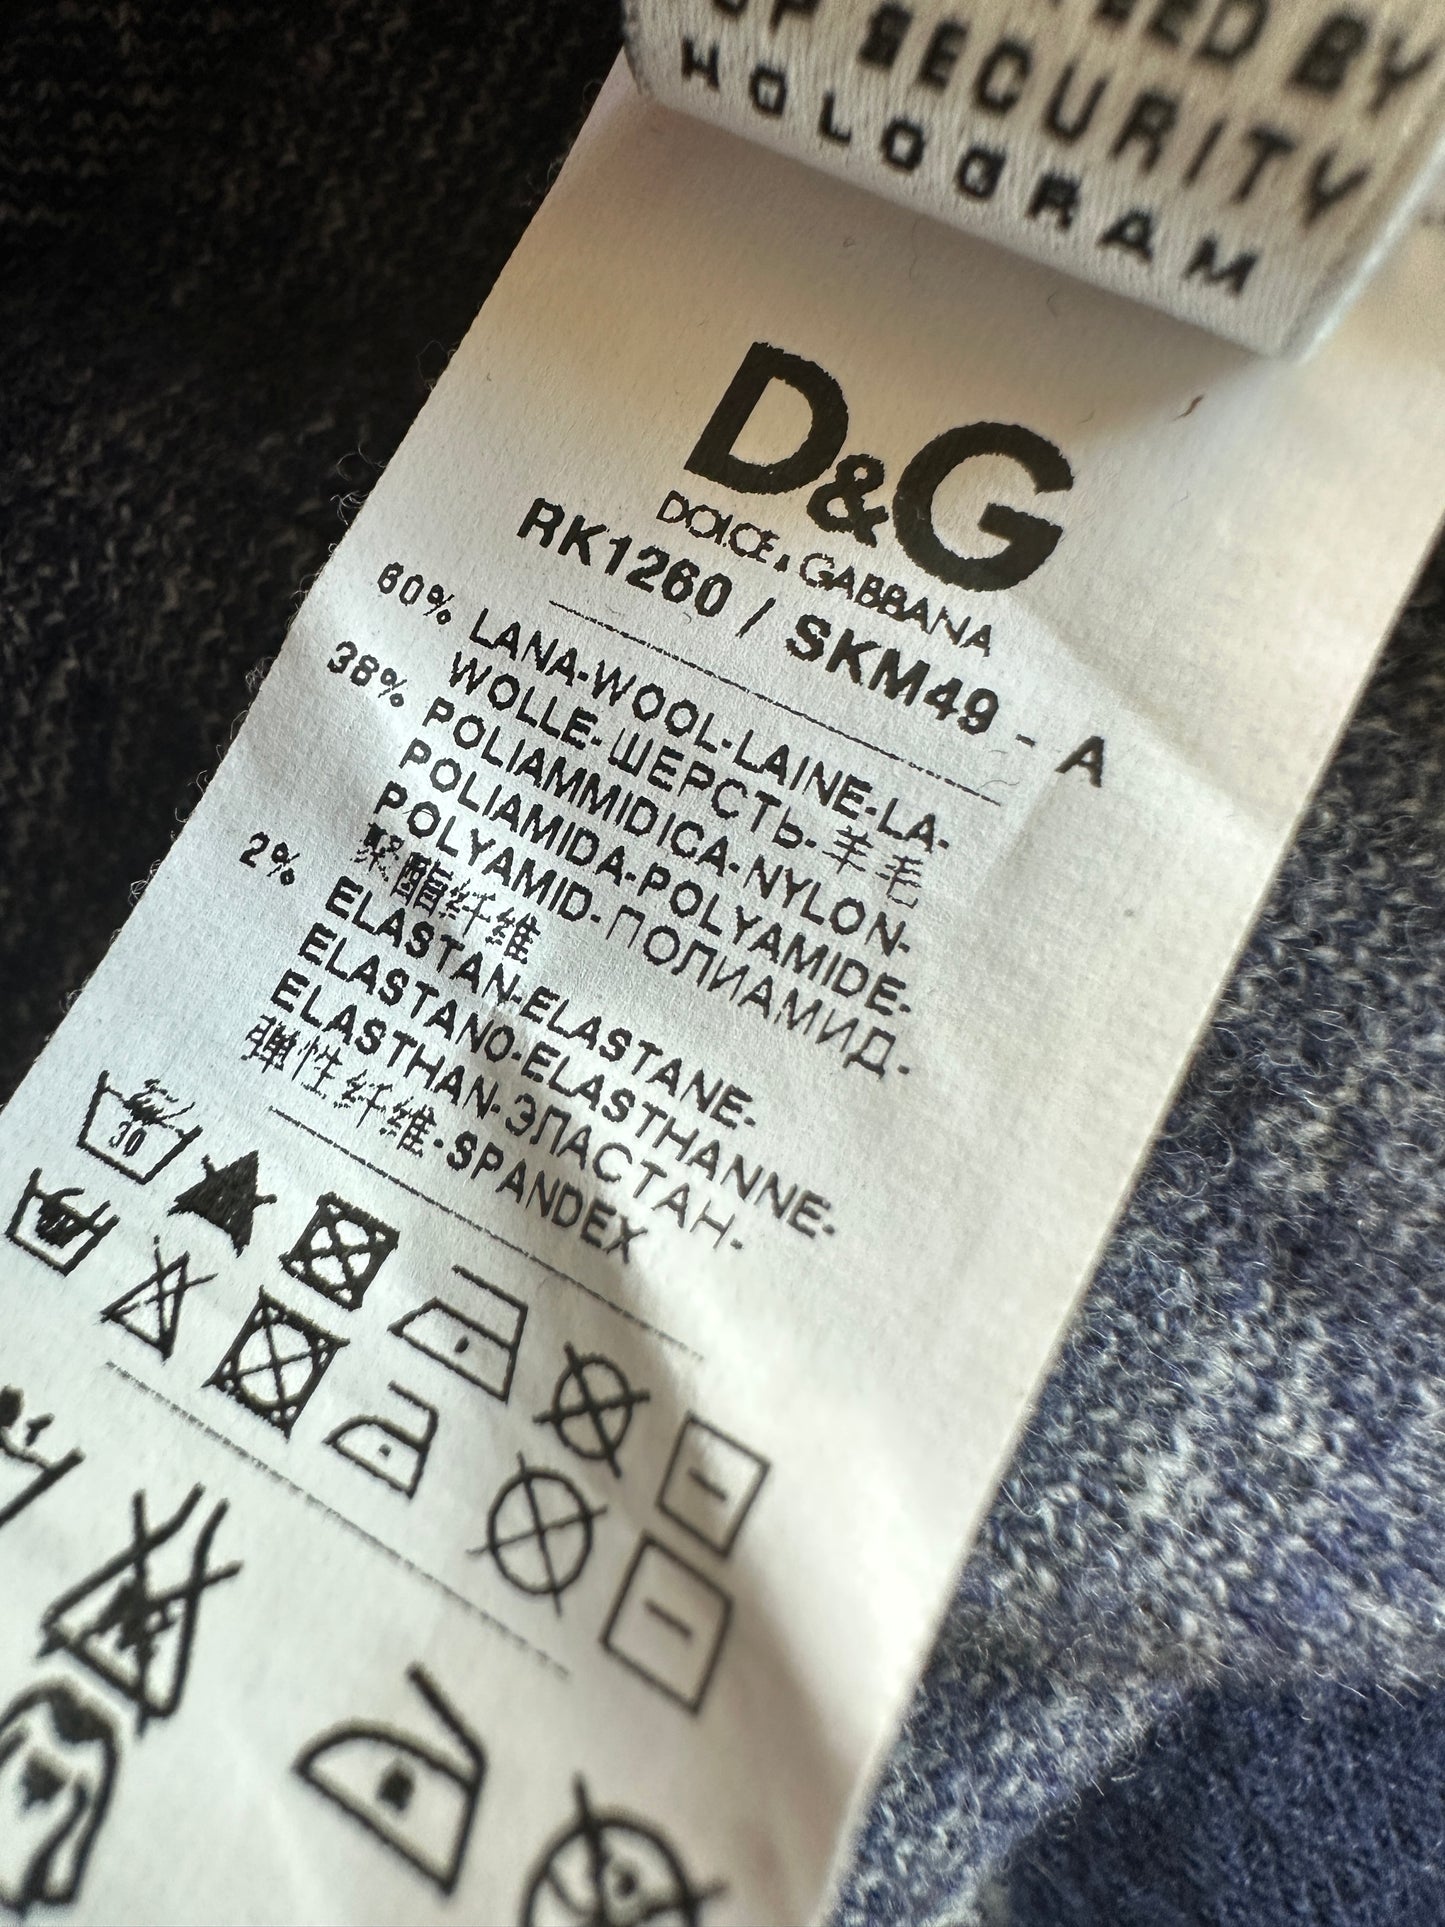 ED BY
SECURITY
HOLOGRAM
D&G
DOLCE & GABBANA
RK1260 / SKM49 - A
60% LANA-WOOL-LAINE-LA-
WOLLE-ШЕРСТЬ-羊毛
38% POLIAMMIDICA-NYLON-
POLIAMIDA-POLYAMIDE-
POLYAMID-ПОЛИАМИД-
聚酯纤维
2% ELASTAN-ELASTANE-
ELASTANO-ELASTHANNE-
ELASTHAN-ЭЛАСТАН-
弹性纤维-SPANDEX
30